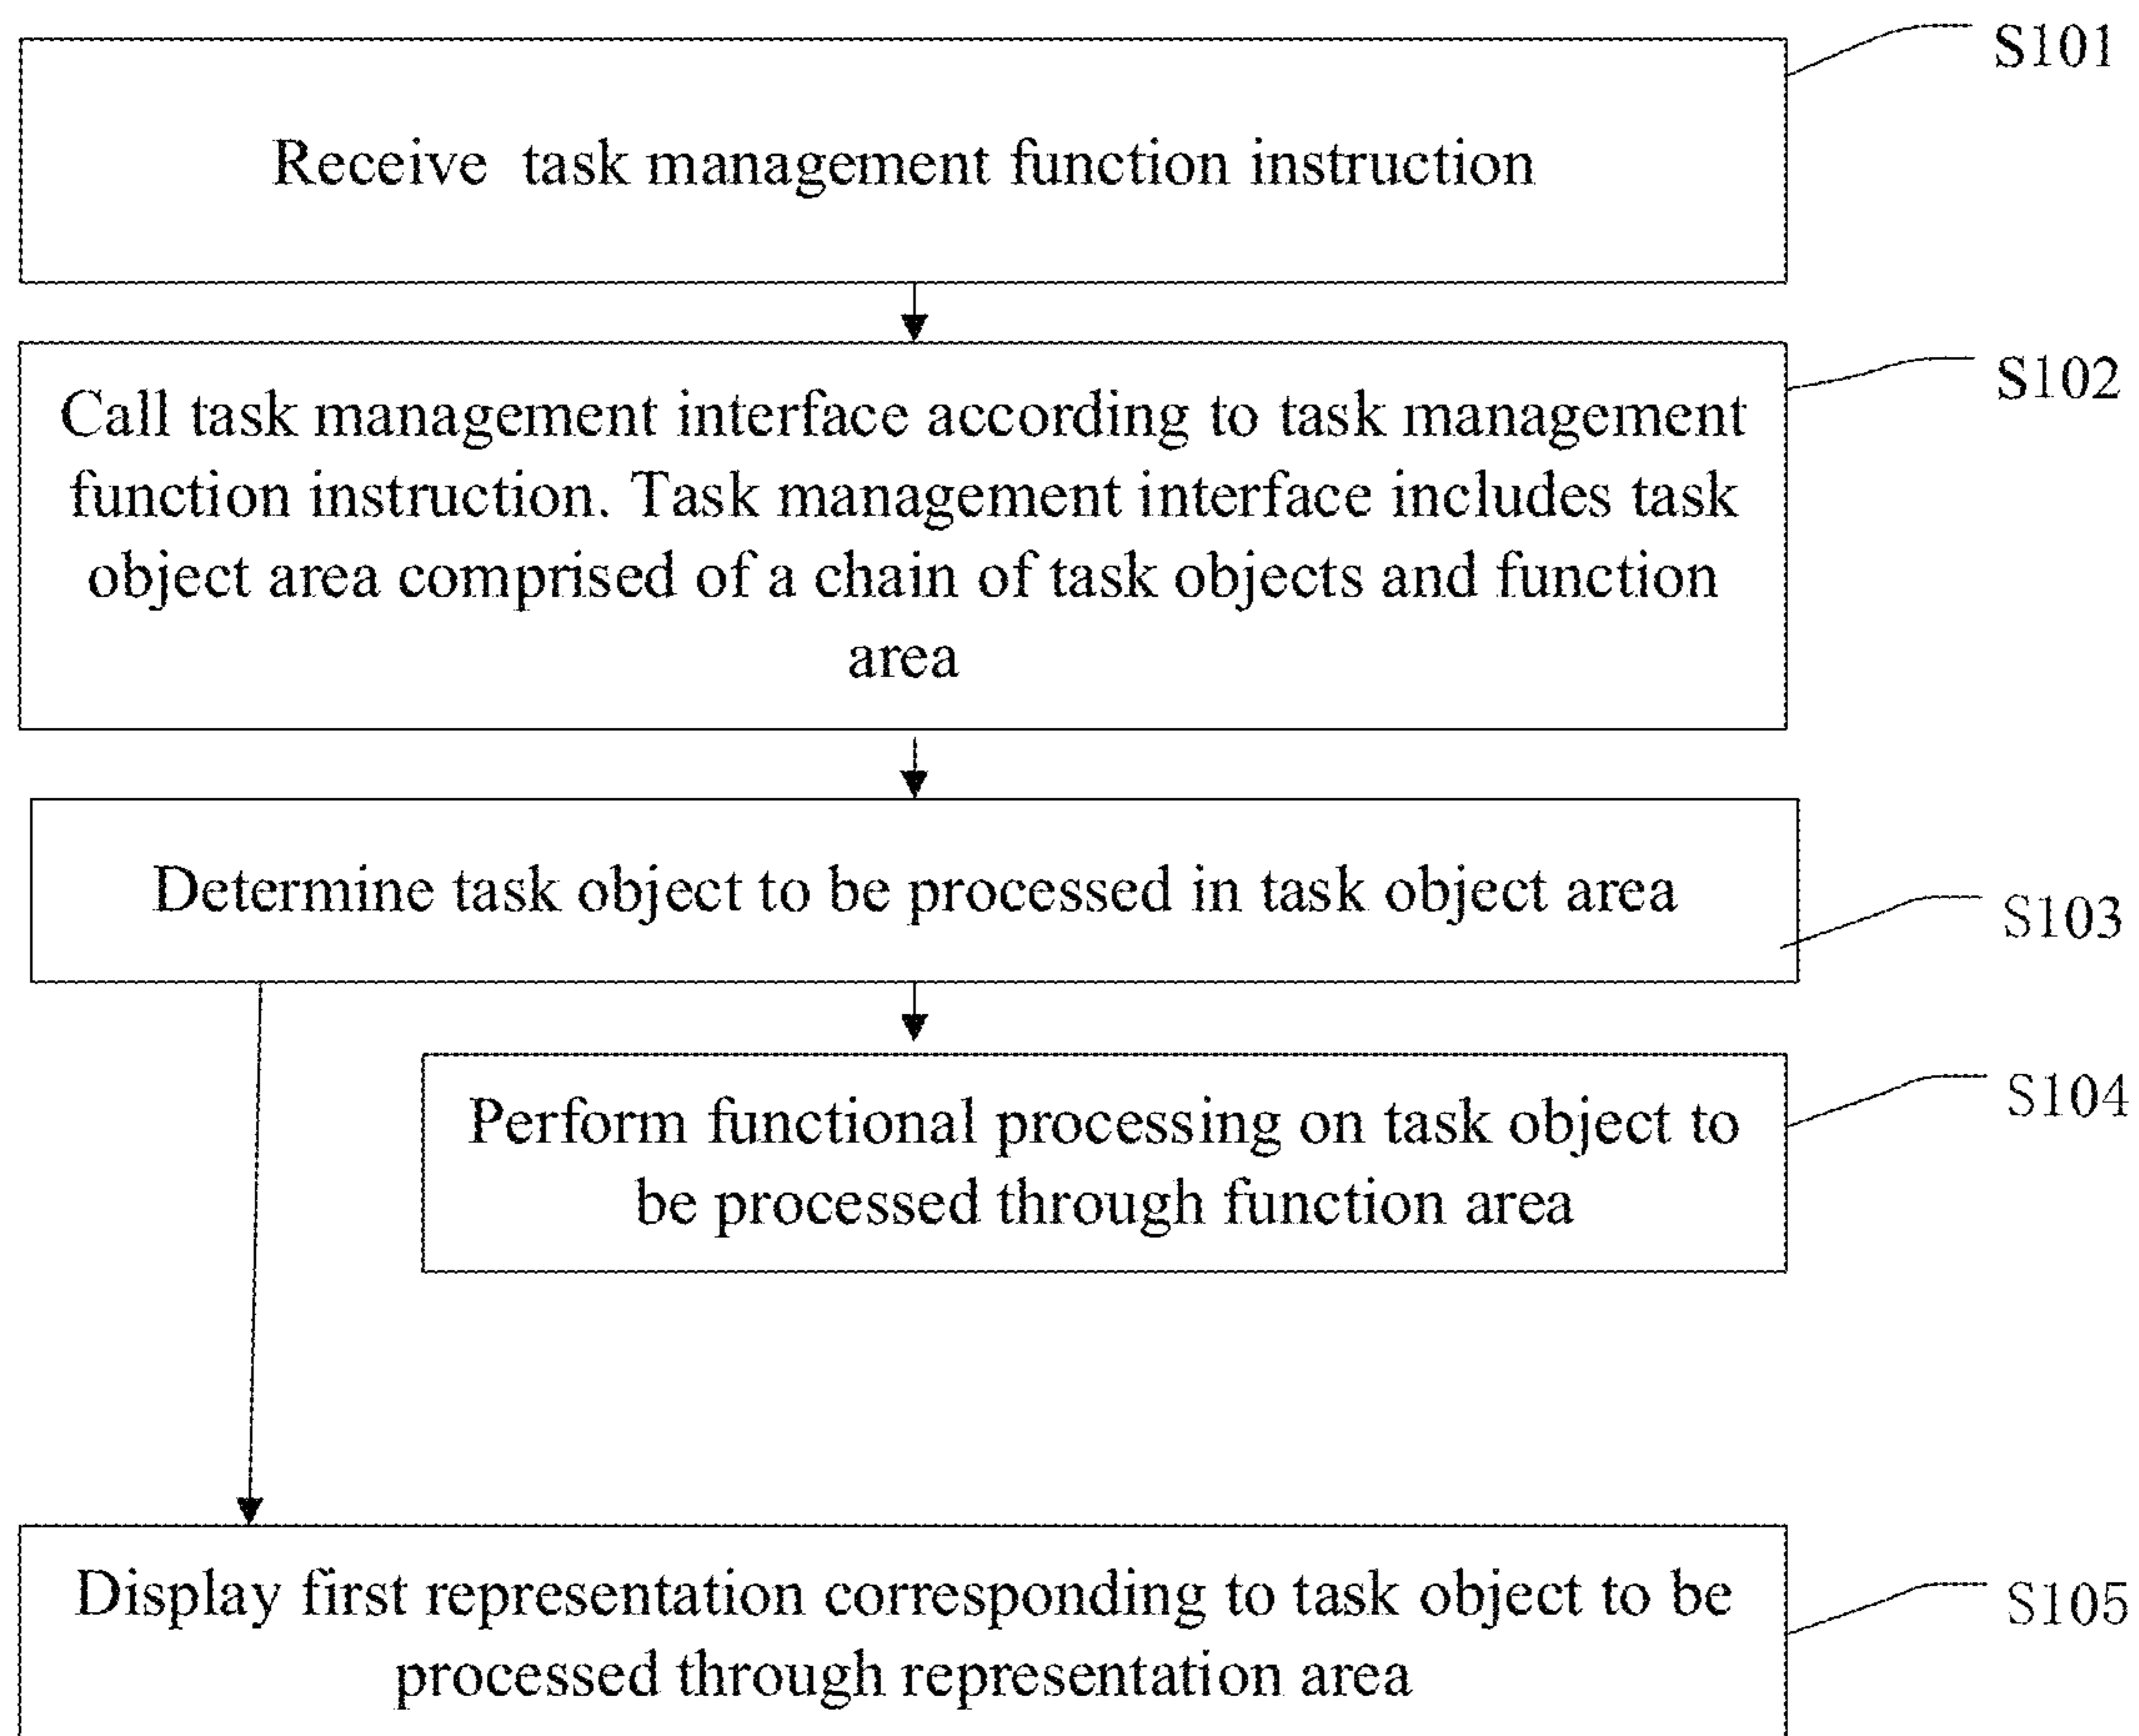 S101
Receive task management function instruction
S102
Call task management interface according to task management
function instruction. Task management interface includes task
object area comprised of a chain of task objects and function
area
Determine task object to be processed in task object area
S103
S104
Perform functional processing on task object to
be processed through function area
S105
Display first representation corresponding to task object to be
processed through representation area